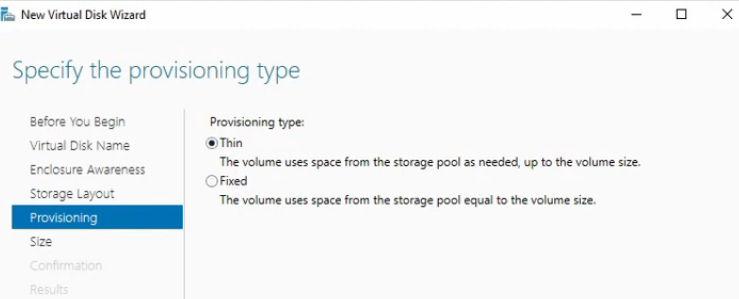 New Virtual Disk Wizard
Specify the provisioning type
Before You Begin
Virtual Disk Name
Enclosure Awareness
Storage Layout
Provisioning
Size
Confirmation
Results
Provisioning type:
Thin
The volume uses space from the storage pool as needed, up to the volume size.
Fixed
The volume uses space from the storage pool equal to the volume size.